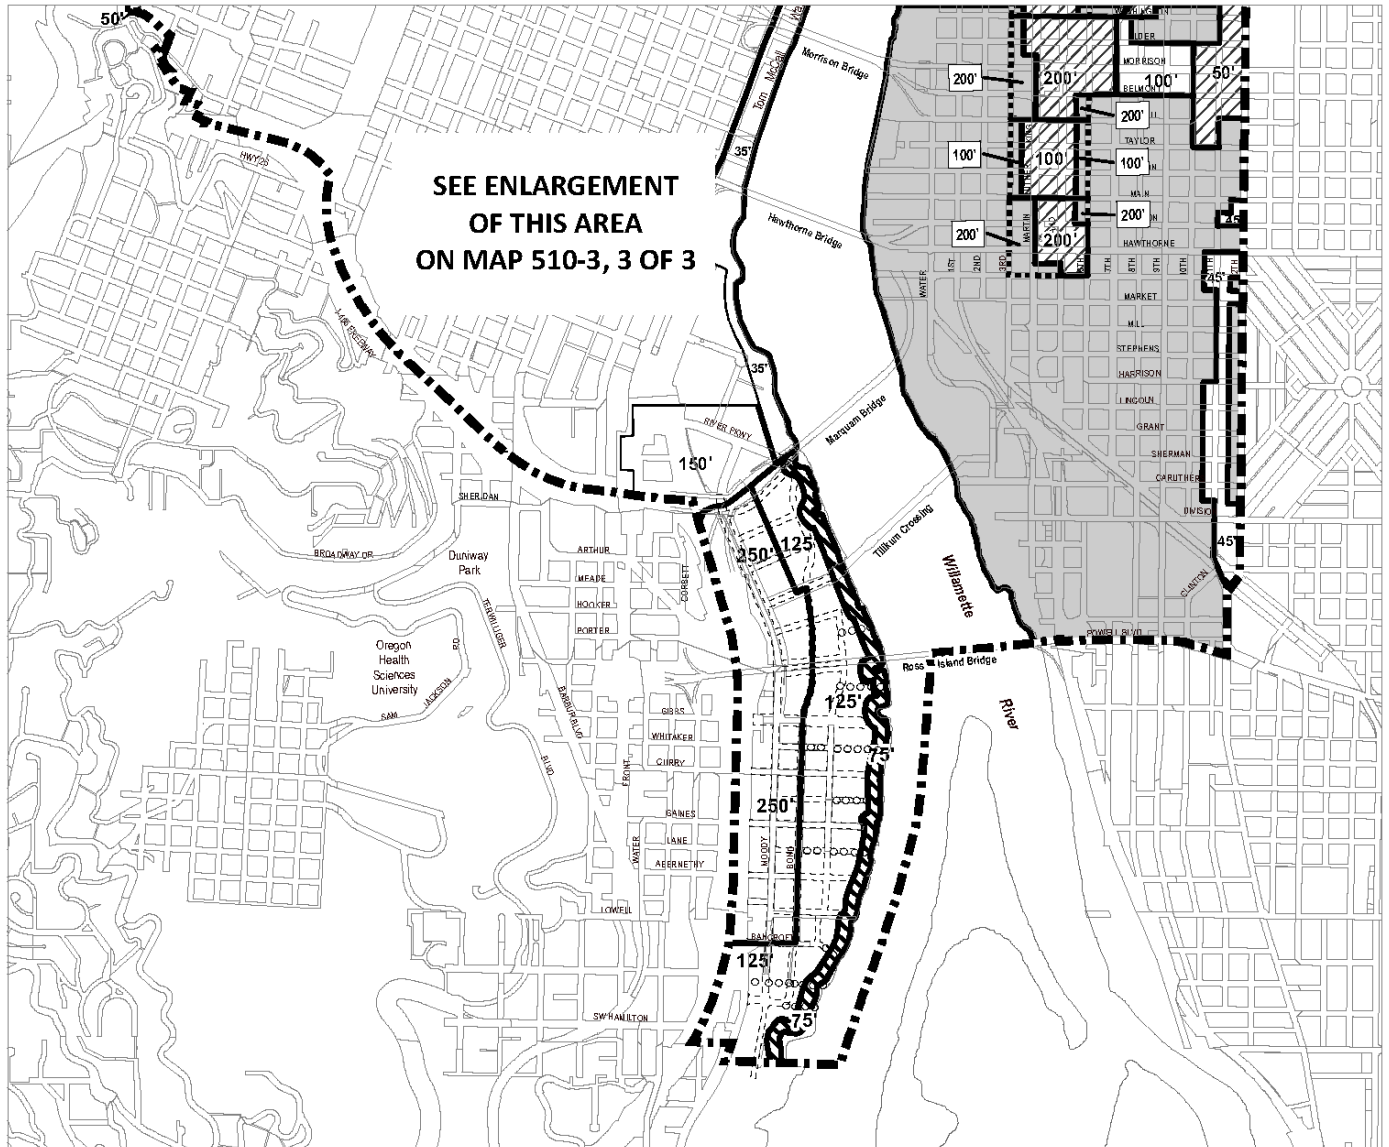 50'
HWY 26
I-405 FREEWAY
SEE ENLARGEMENT
OF THIS AREA
ON MAP 510-3, 3 OF 3
Tom McCall
35'
Morrison Bridge
Hawthorne Bridge
35'
RIVER PKWY
150'
Marquam Bridge
Tillikum Crossing
Willamette
River
Ross Island Bridge
POWELL BLVD
200'
200'
100'
50'
200'
100'
100'
100'
200'
200'
200'
45'
45'
45'
MORRISON
BELMONT
TAYLOR
MAIN
HAWTHORNE
MARTIN
WATER
1ST
2ND
3RD
7TH
8TH
9TH
10TH
MARKET
MILL
STEPHENS
HARRISON
LINCOLN
GRANT
SHERMAN
CARUTHER
DIVISIO
CLINTON
SHERIDAN
BROADWAY DR
Duniway
Park
ARTHUR
MEADE
HOOKER
PORTER
CORBETT
TERWILLIGER
BLVD
Oregon
Health
Sciences
University
SAM
JACKSON
RD
BARBUR BLVD
GIBBS
WHITAKER
CURRY
FRONT
GAINES
LANE
ABERNETHY
WATER
LOWELL
BANCROFT
SW HAMILTON
MOODY
BOND
250'
125'
125'
75'
250'
125'
75'